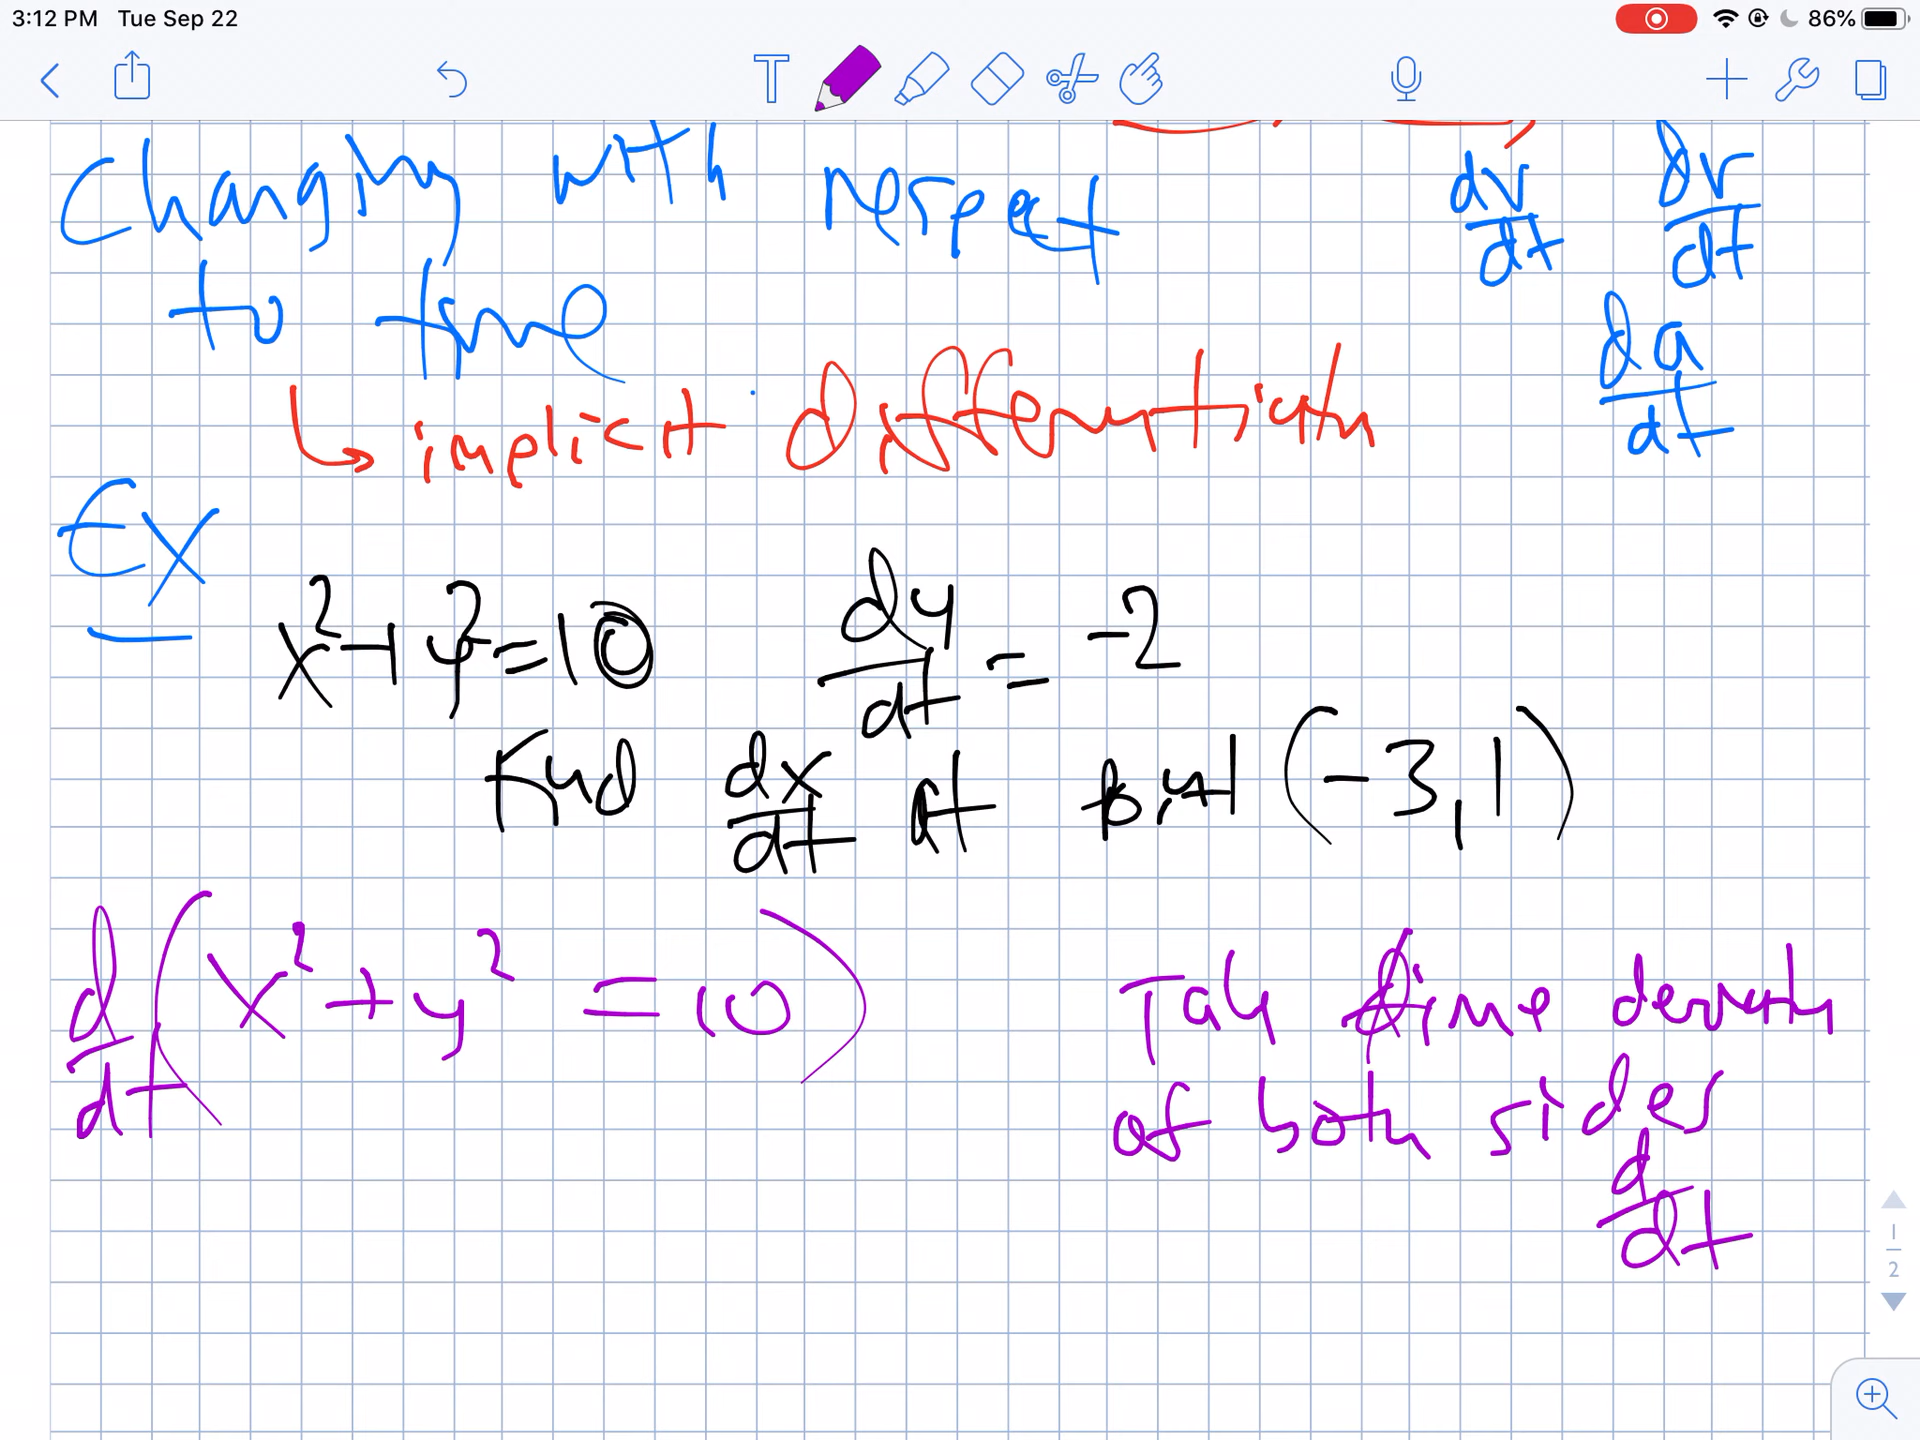 3:12 PM Tue Sep 22 86%
T
Changing with respect
dv/dt dr/dt
to time
da/dt
↳ implicit differentiation
Ex
x² + y² = 10 dy/dt = -2
Find dx/dt at point (-3, 1)
d/dt (x² + y² = 10) Take time derivative
of both sides
d/dt
1
2